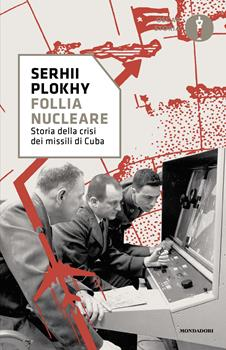 SERHII
PLOKHY
FOLLIA
NUCLEARE
Storia della crisi
dei missili di Cuba
MONDADORI